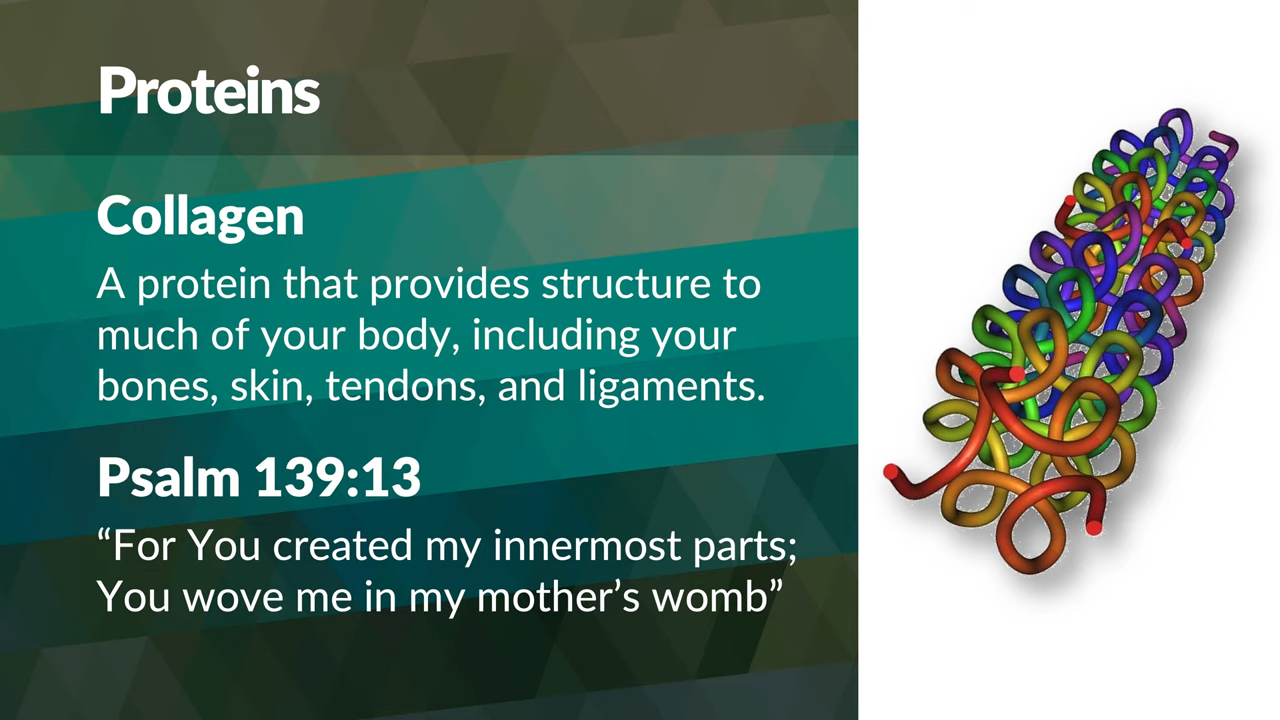 Proteins
Collagen
A protein that provides structure to
much of your body, including your
bones, skin, tendons, and ligaments.
Psalm 139:13
“For You created my innermost parts;
You wove me in my mother’s womb”